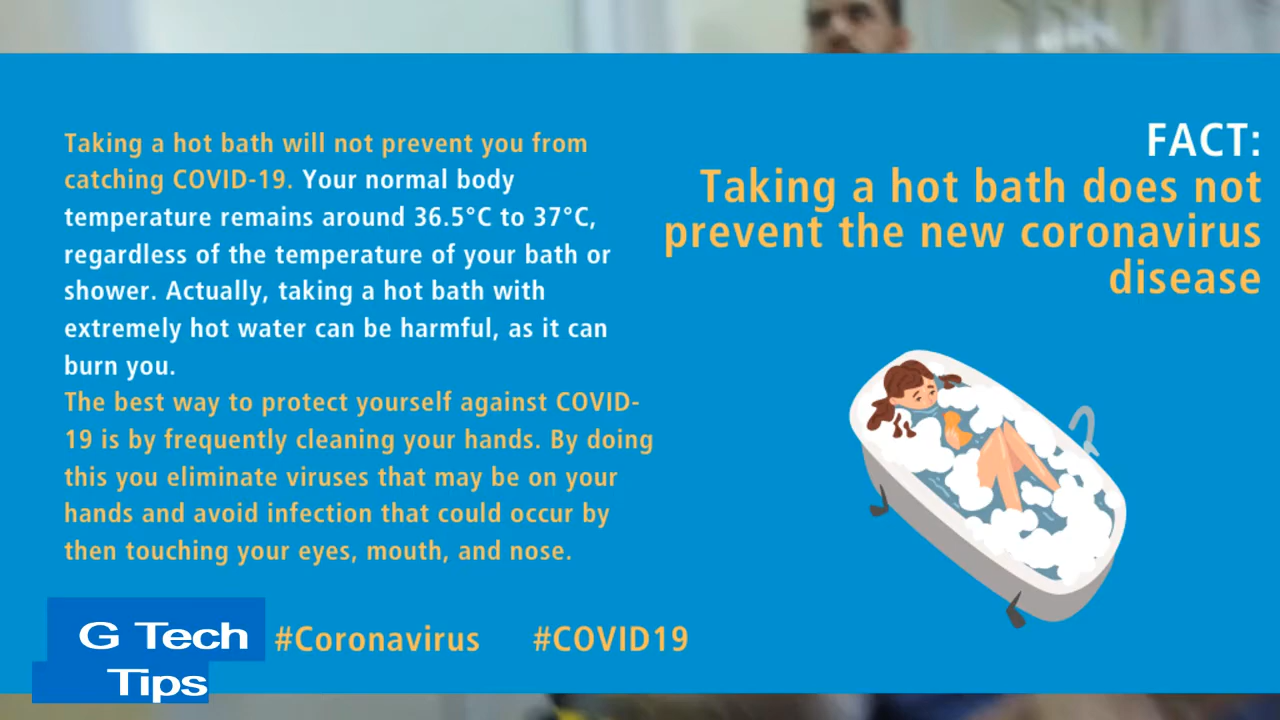 Taking a hot bath will not prevent you from
catching COVID-19. Your normal body
temperature remains around 36.5°C to 37°C,
regardless of the temperature of your bath or
shower. Actually, taking a hot bath with
extremely hot water can be harmful, as it can
burn you.
The best way to protect yourself against COVID-
19 is by frequently cleaning your hands. By doing
this you eliminate viruses that may be on your
hands and avoid infection that could occur by
then touching your eyes, mouth, and nose.
FACT:
Taking a hot bath does not
prevent the new coronavirus
disease
G Tech
Tips
#Coronavirus #COVID19